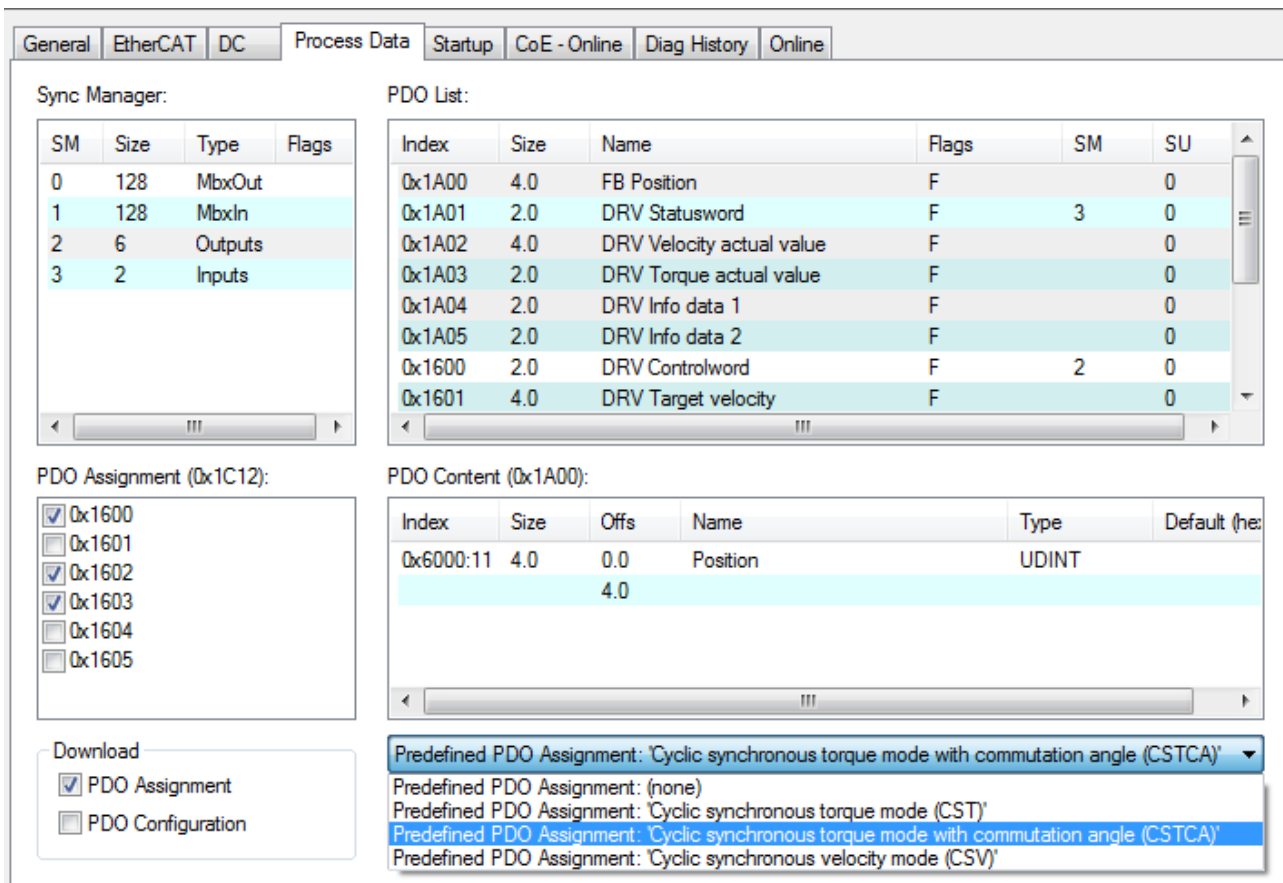 General EtherCAT DC Process Data Startup CoE - Online Diag History Online
Sync Manager:
SM Size Type Flags
0 128 MbxOut
1 128 MbxIn
2 6 Outputs
3 2 Inputs
PDO List:
Index Size Name Flags SM SU
0x1A00 4.0 FB Position F 0
0x1A01 2.0 DRV Statusword F 3 0
0x1A02 4.0 DRV Velocity actual value F 0
0x1A03 2.0 DRV Torque actual value F 0
0x1A04 2.0 DRV Info data 1 F 0
0x1A05 2.0 DRV Info data 2 F 0
0x1600 2.0 DRV Controlword F 2 0
0x1601 4.0 DRV Target velocity F 0
PDO Assignment (0x1C12):
0x1600
0x1601
0x1602
0x1603
0x1604
0x1605
PDO Content (0x1A00):
Index Size Offs Name Type Default (hex
0x6000:11 4.0 0.0 Position UDINT
4.0
Download
PDO Assignment
PDO Configuration
Predefined PDO Assignment: 'Cyclic synchronous torque mode with commutation angle (CSTCA)'
Predefined PDO Assignment: (none)
Predefined PDO Assignment: 'Cyclic synchronous torque mode (CST)'
Predefined PDO Assignment: 'Cyclic synchronous torque mode with commutation angle (CSTCA)'
Predefined PDO Assignment: 'Cyclic synchronous velocity mode (CSV)'